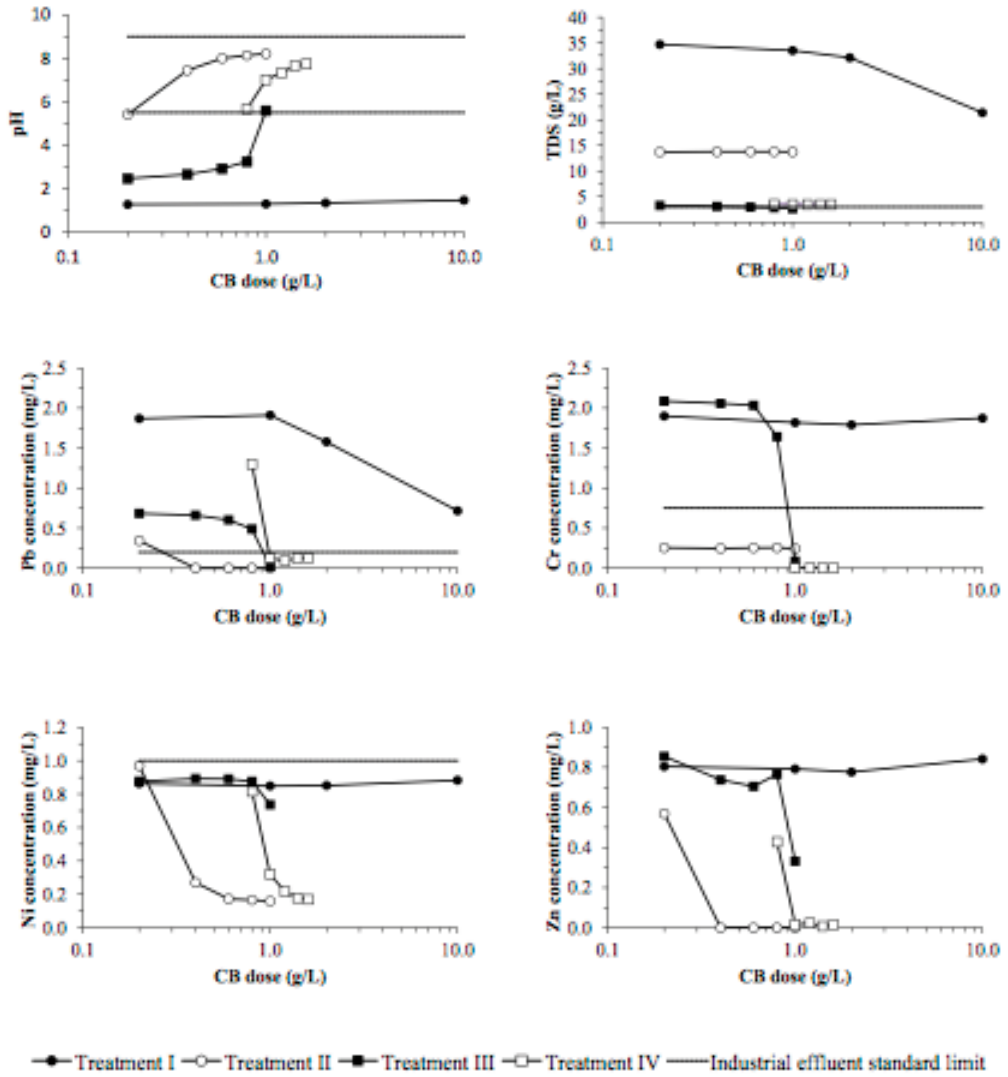 pH
10
8
6
4
2
0
0.1 1.0 10.0
CB dose (g/L)
TDS (g/L)
40
35
30
25
20
15
10
5
0
0.1 1.0 10.0
CB dose (g/L)
Pb concentration (mg/L)
2.5
2.0
1.5
1.0
0.5
0.0
0.1 1.0 10.0
CB dose (g/L)
Cr concentration (mg/L)
2.5
2.0
1.5
1.0
0.5
0.0
0.1 1.0 10.0
CB dose (g/L)
Ni concentration (mg/L)
1.2
1.0
0.8
0.6
0.4
0.2
0.0
0.1 1.0 10.0
CB dose (g/L)
Zn concentration (mg/L)
1.0
0.8
0.6
0.4
0.2
0.0
0.1 1.0 10.0
CB dose (g/L)
Treatment I Treatment II Treatment III Treatment IV Industrial effluent standard limit